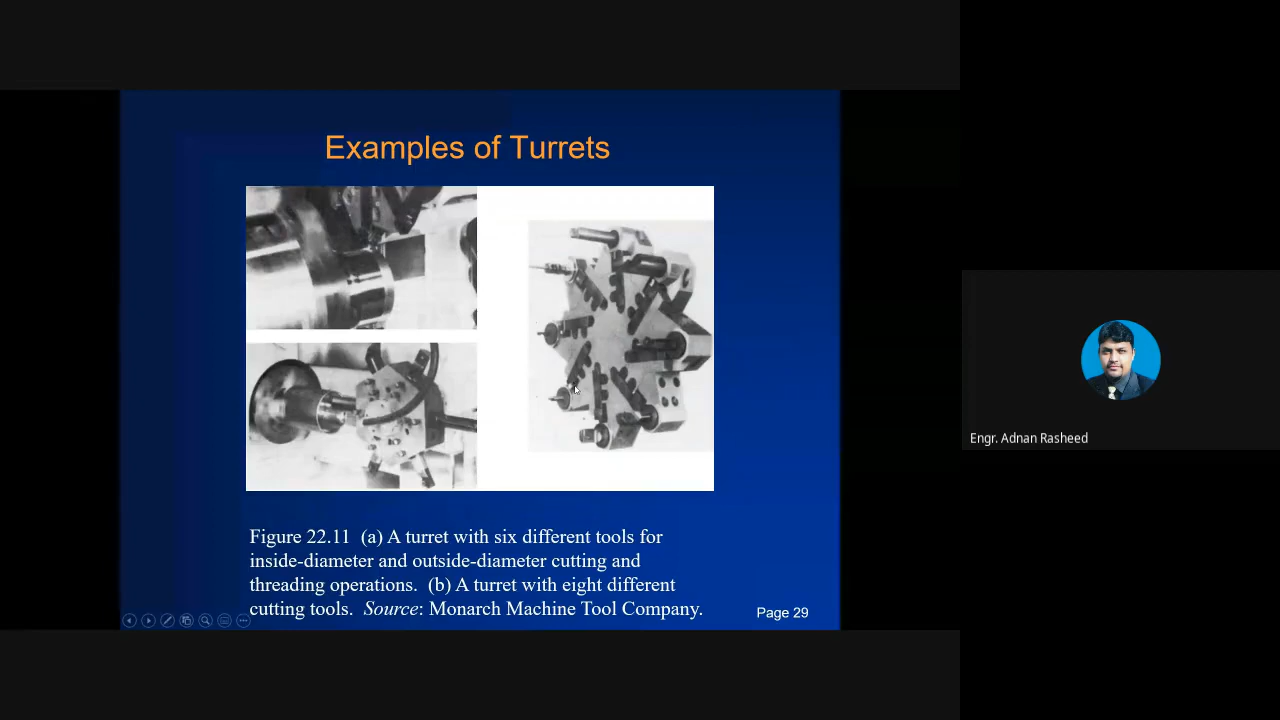 Examples of Turrets
Figure 22.11 (a) A turret with six different tools for
inside-diameter and outside-diameter cutting and
threading operations. (b) A turret with eight different
cutting tools. Source: Monarch Machine Tool Company.
Page 29
Engr. Adnan Rasheed